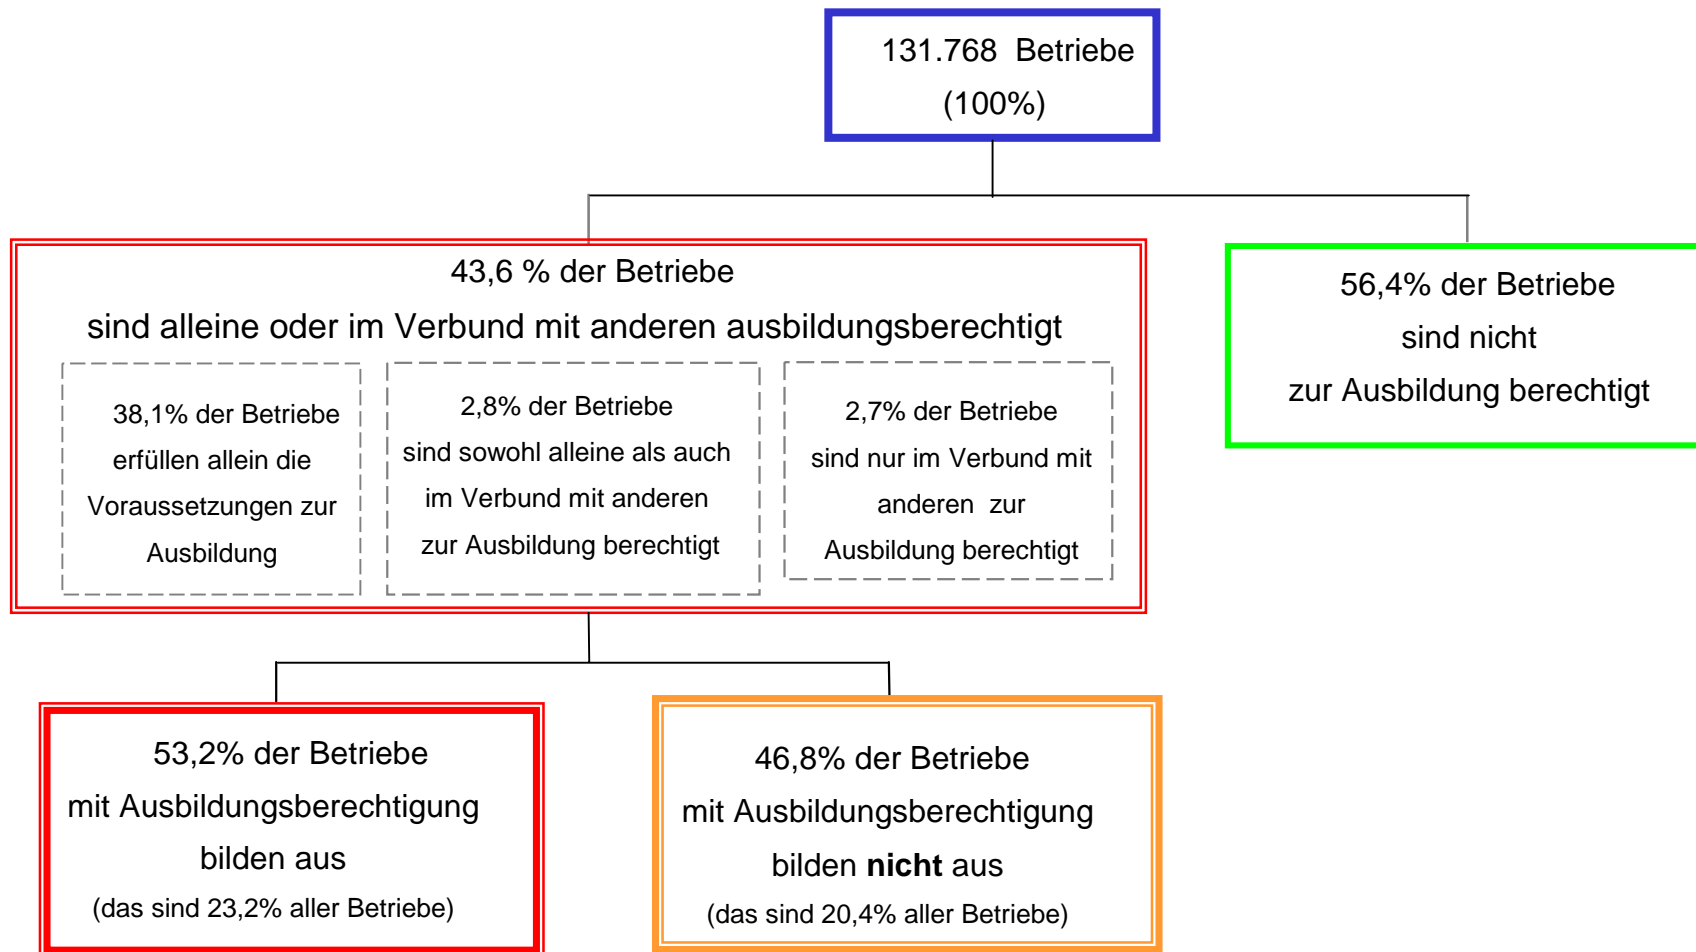 131.768 Betriebe
(100%)
43,6 % der Betriebe
sind alleine oder im Verbund mit anderen ausbildungsberechtigt
38,1% der Betriebe
erfüllen allein die
Voraussetzungen zur
Ausbildung
2,8% der Betriebe
sind sowohl alleine als auch
im Verbund mit anderen
zur Ausbildung berechtigt
2,7% der Betriebe
sind nur im Verbund mit
anderen zur
Ausbildung berechtigt
56,4% der Betriebe
sind nicht
zur Ausbildung berechtigt
53,2% der Betriebe
mit Ausbildungsberechtigung
bilden aus
(das sind 23,2% aller Betriebe)
46,8% der Betriebe
mit Ausbildungsberechtigung
bilden nicht aus
(das sind 20,4% aller Betriebe)